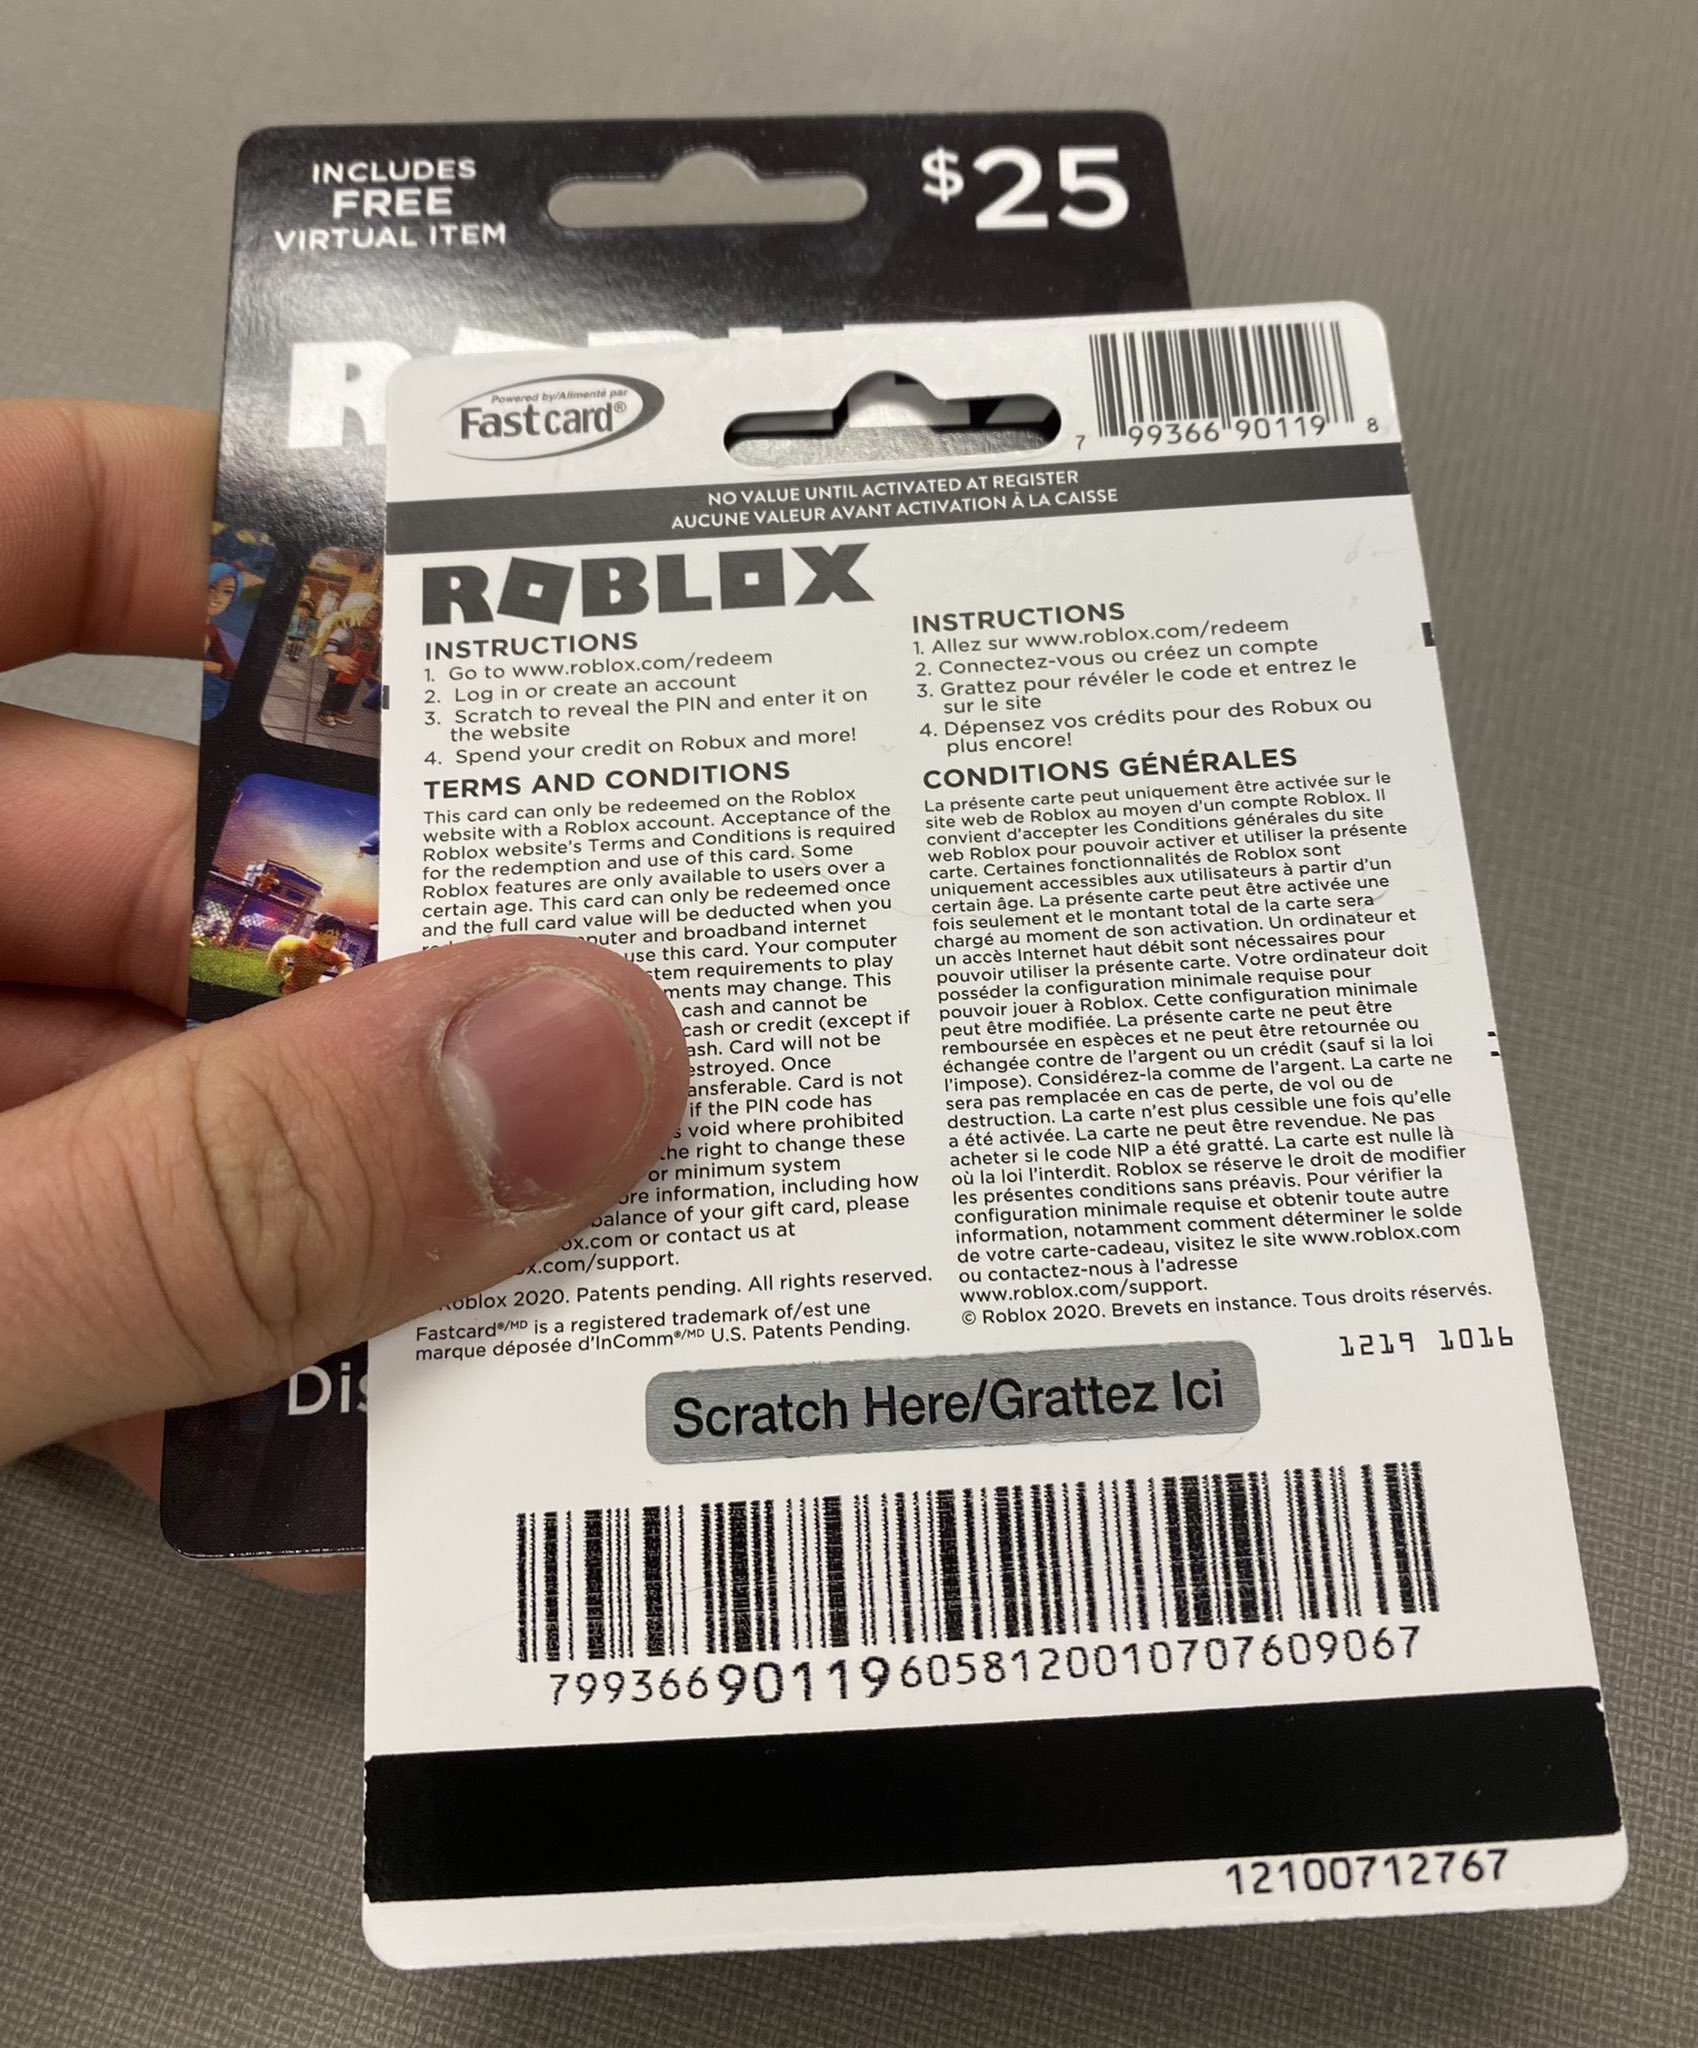 INCLUDES
FREE
VIRTUAL ITEM
$25
Powered by/Alimenté par
Fastcard®
7 99366 90119 8
NO VALUE UNTIL ACTIVATED AT REGISTER
AUCUNE VALEUR AVANT ACTIVATION À LA CAISSE
ROBLOX
INSTRUCTIONS
1. Go to www.roblox.com/redeem
2. Log in or create an account
3. Scratch to reveal the PIN and enter it on
the website
4. Spend your credit on Robux and more!
TERMS AND CONDITIONS
This card can only be redeemed on the Roblox
website with a Roblox account. Acceptance of the
Roblox website's Terms and Conditions is required
for the redemption and use of this card. Some
Roblox features are only available to users over a
certain age. This card can only be redeemed once
and the full card value will be deducted when you
and broadband internet
use this card. Your computer
requirements to play
may change. This
cash and cannot be
cash or credit (except if
Card will not be
Once
Card is not
if the PIN code has
void where prohibited
the right to change these
or minimum system
information, including how
balance of your gift card, please
or contact us at
.com/support.
Roblox 2020. Patents pending. All rights reserved.
Fastcard®/MD is a registered trademark of/est une
marque déposée d'InComm®/MD U.S. Patents Pending.
INSTRUCTIONS
1. Allez sur www.roblox.com/redeem
2. Connectez-vous ou créez un compte
3. Grattez pour révéler le code et entrez le
sur le site
4. Dépensez vos crédits pour des Robux ou
plus encore!
CONDITIONS GÉNÉRALES
La présente carte peut uniquement être activée sur le
site web de Roblox au moyen d'un compte Roblox. Il
convient d'accepter les Conditions générales du site
web Roblox pour pouvoir activer et utiliser la présente
carte. Certaines fonctionnalités de Roblox sont
uniquement accessibles aux utilisateurs à partir d'un
certain âge. La présente carte peut être activée une
fois seulement et le montant total de la carte sera
chargé au moment de son activation. Un ordinateur et
un accès Internet haut débit sont nécessaires pour
pouvoir utiliser la présente carte. Votre ordinateur doit
posséder la configuration minimale requise pour
pouvoir jouer à Roblox. Cette configuration minimale
peut être modifiée. La présente carte ne peut être
remboursée en espèces et ne peut être retournée ou
échangée contre de l'argent ou un crédit (sauf si la loi
l'impose). Considérez-la comme de l'argent. La carte ne
sera pas remplacée en cas de perte, de vol ou de
destruction. La carte n'est plus cessible une fois qu'elle
a été activée. La carte ne peut être revendue. Ne pas
acheter si le code NIP a été gratté. La carte est nulle là
où la loi l'interdit. Roblox se réserve le droit de modifier
les présentes conditions sans préavis. Pour vérifier la
configuration minimale requise et obtenir toute autre
information, notamment comment déterminer le solde
de votre carte-cadeau, visitez le site www.roblox.com
ou contactez-nous à l'adresse
www.roblox.com/support.
© Roblox 2020. Brevets en instance. Tous droits réservés.
1219 1016
Scratch Here/Grattez Ici
799366901196058120010707609067
12100712767